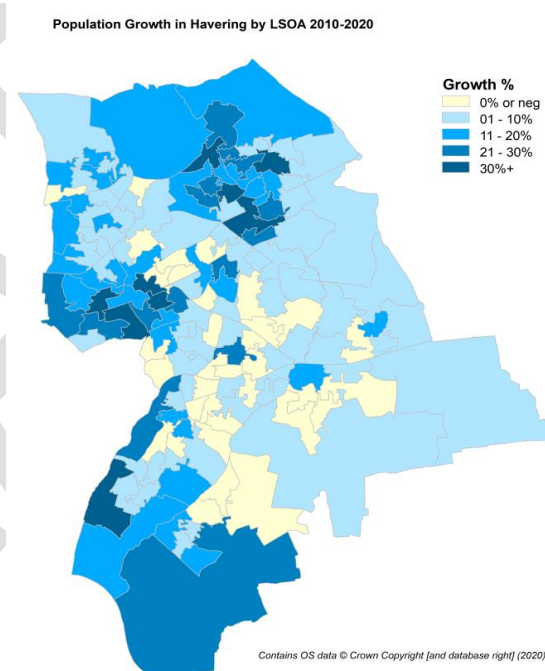 Population Growth in Havering by LSOA 2010-2020
Growth %
0% or neg
01 - 10%
11 - 20%
21 - 30%
30%+
Contains OS data © Crown Copyright [and database right] (2020)